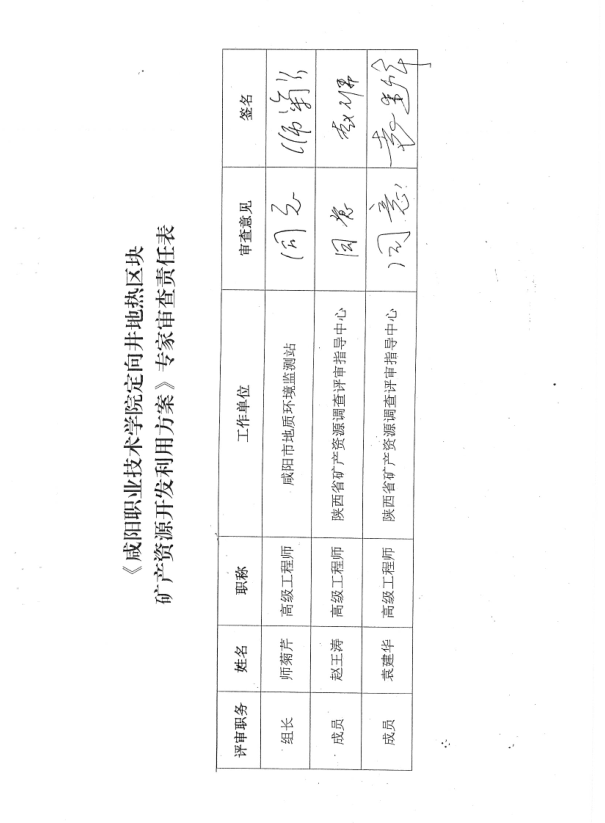 《咸阳职业技术学院定向井地热区块
矿产资源开发利用方案》专家审查责任表
评审职务 姓名 职称 工作单位 审查意见 签名
组长 师菊芹 高级工程师 咸阳市地质环境监测站 同意
成员 赵王涛 高级工程师 陕西省矿产资源调查评审指导中心 同意
成员 袁建华 高级工程师 陕西省矿产资源调查评审指导中心 同意! 袁建华